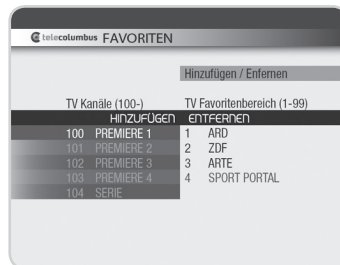 telecolumbus FAVORITEN
Hinzufügen / Entfernen
TV Kanäle (100-) TV Favoritenbereich (1-99)
HINZUFÜGEN ENTFERNEN
100 PREMIERE 1 1 ARD
101 PREMIERE 2 2 ZDF
102 PREMIERE 3 3 ARTE
103 PREMIERE 4 4 SPORT PORTAL
104 SERIE